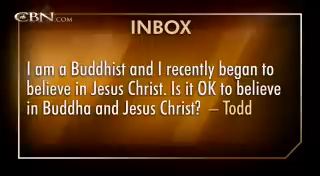 CBN.COM
INBOX
I am a Buddhist and I recently began to
believe in Jesus Christ. Is it OK to believe
in Buddha and Jesus Christ? – Todd